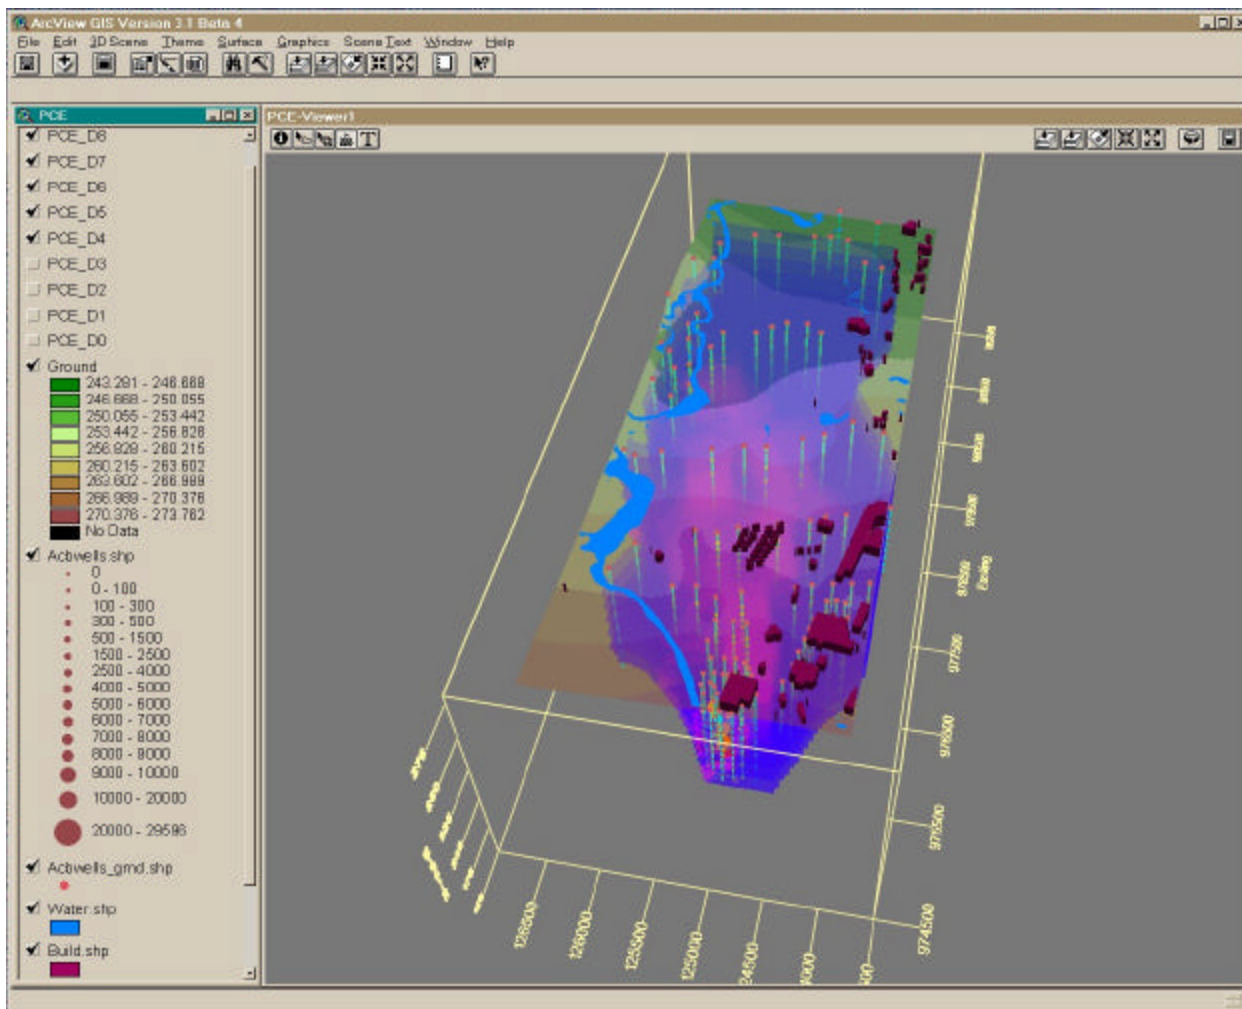 ArcView GIS Version 3.1 Beta 4
File Edit 3D Scene Theme Surface Graphics Scene Text Window Help
PCE
PCE-Viewer1
PCE_D8
PCE_D7
PCE_D6
PCE_D5
PCE_D4
PCE_D3
PCE_D2
PCE_D1
PCE_D0
Ground
243.281 - 246.668
246.668 - 250.055
250.055 - 253.442
253.442 - 256.828
256.828 - 260.215
260.215 - 263.602
263.602 - 266.989
266.989 - 270.376
270.376 - 273.762
No Data
Acbwells.shp
0
0 - 100
100 - 300
300 - 500
500 - 1500
1500 - 2500
2500 - 4000
4000 - 5000
5000 - 6000
6000 - 7000
7000 - 8000
8000 - 9000
9000 - 10000
10000 - 20000
20000 - 29596
Acbwells_grnd.shp
Water.shp
Build.shp
979500
978500
Easting
977500
976500
975500
974500
126500
126000
125500
125000
24500